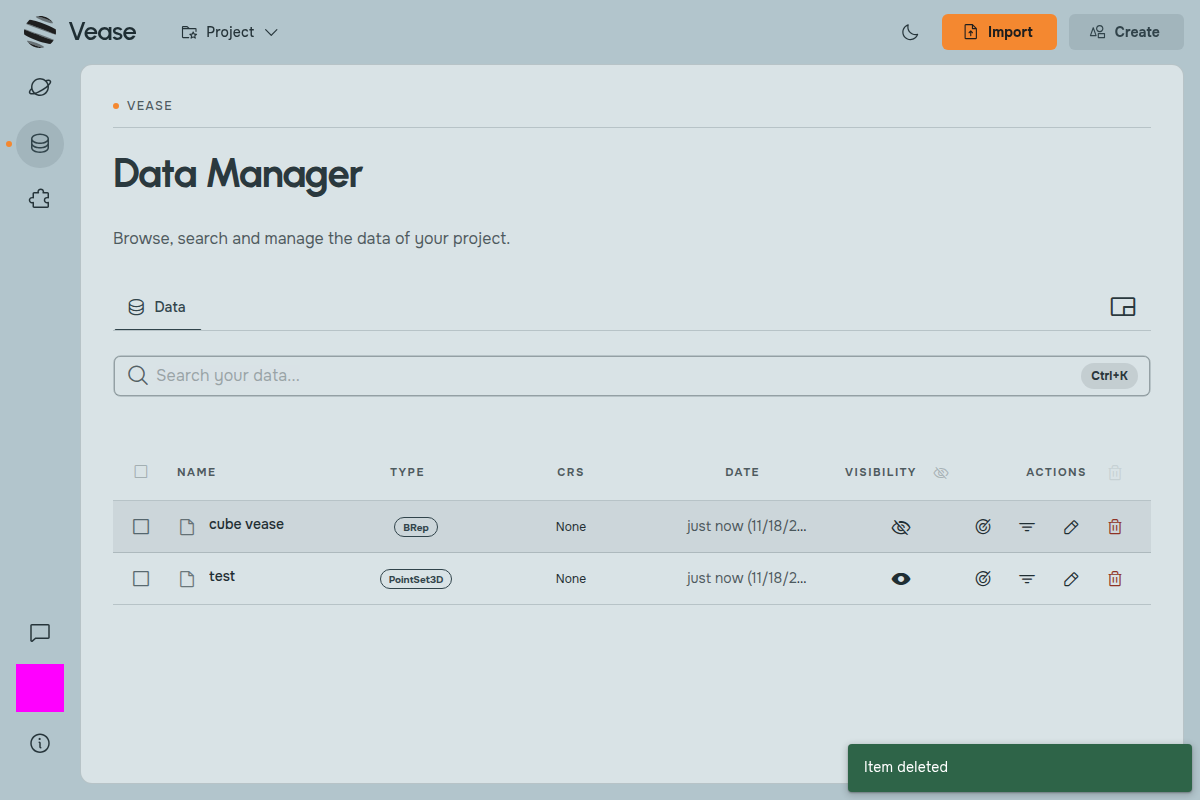 Vease
Project
Import
Create
VEASE
Data Manager
Browse, search and manage the data of your project.
Data
Search your data...
Ctrl+K
NAME TYPE CRS DATE VISIBILITY ACTIONS
cube vease BRep None just now (11/18/2...
test PointSet3D None just now (11/18/2...
Item deleted